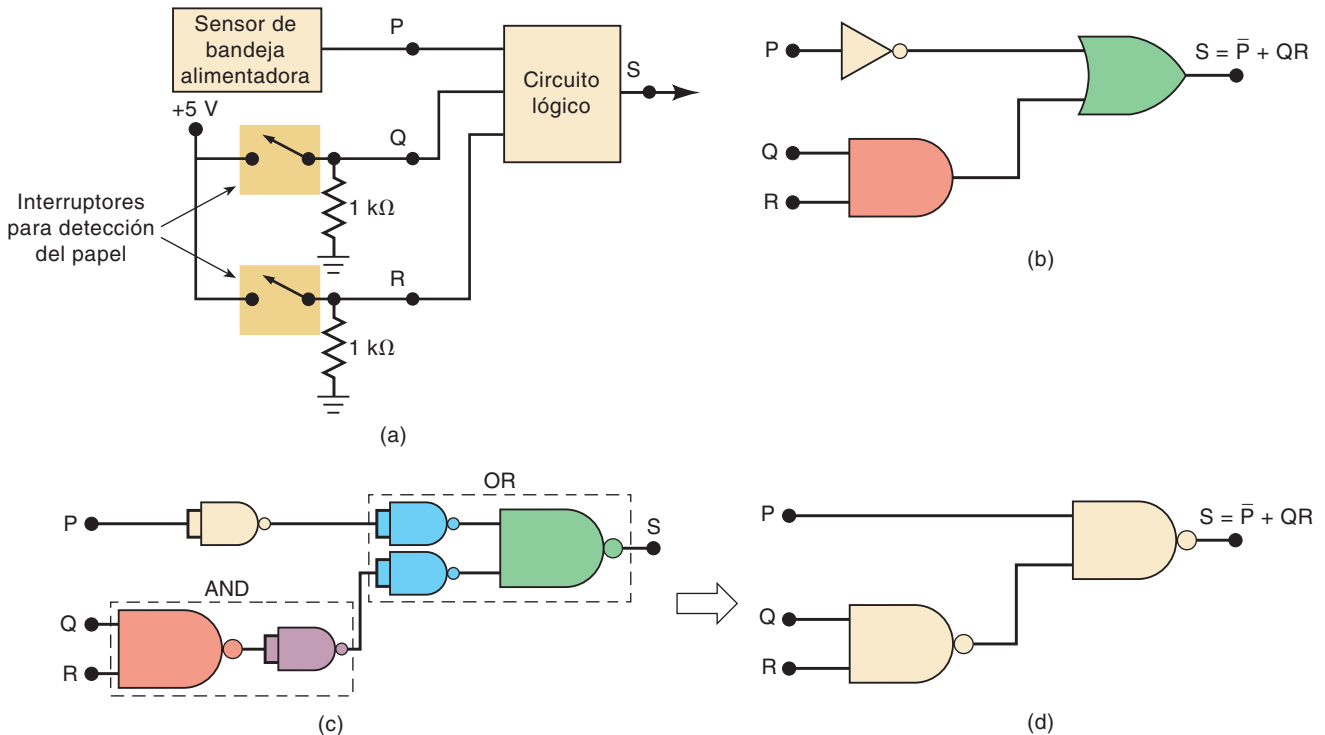 Sensor de
bandeja
alimentadora
P
Circuito
lógico
S
+5 V
Q
1 kΩ
Interruptores
para detección
del papel
R
1 kΩ
(a)
P
S = P̅ + QR
Q
R
(b)
OR
P
S
AND
Q
R
(c)
P
S = P̅ + QR
Q
R
(d)